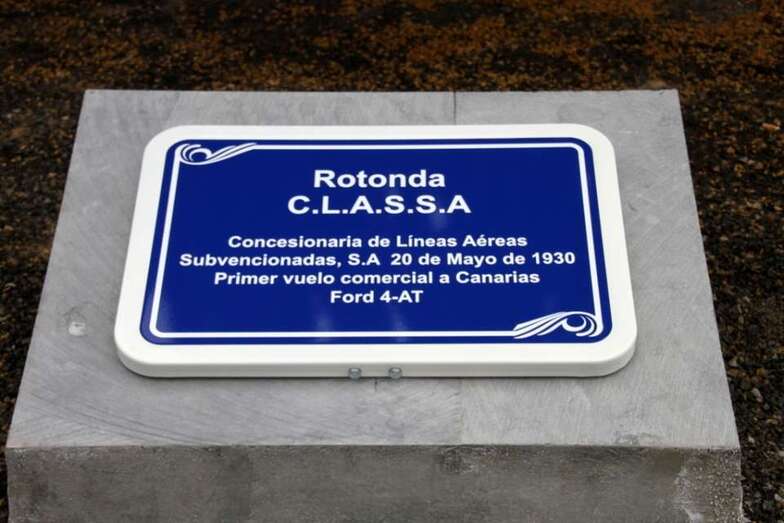 Rotonda
C.L.A.S.S.A
Concesionaria de Líneas Aéreas
Subvencionadas, S.A 20 de Mayo de 1930
Primer vuelo comercial a Canarias
Ford 4-AT